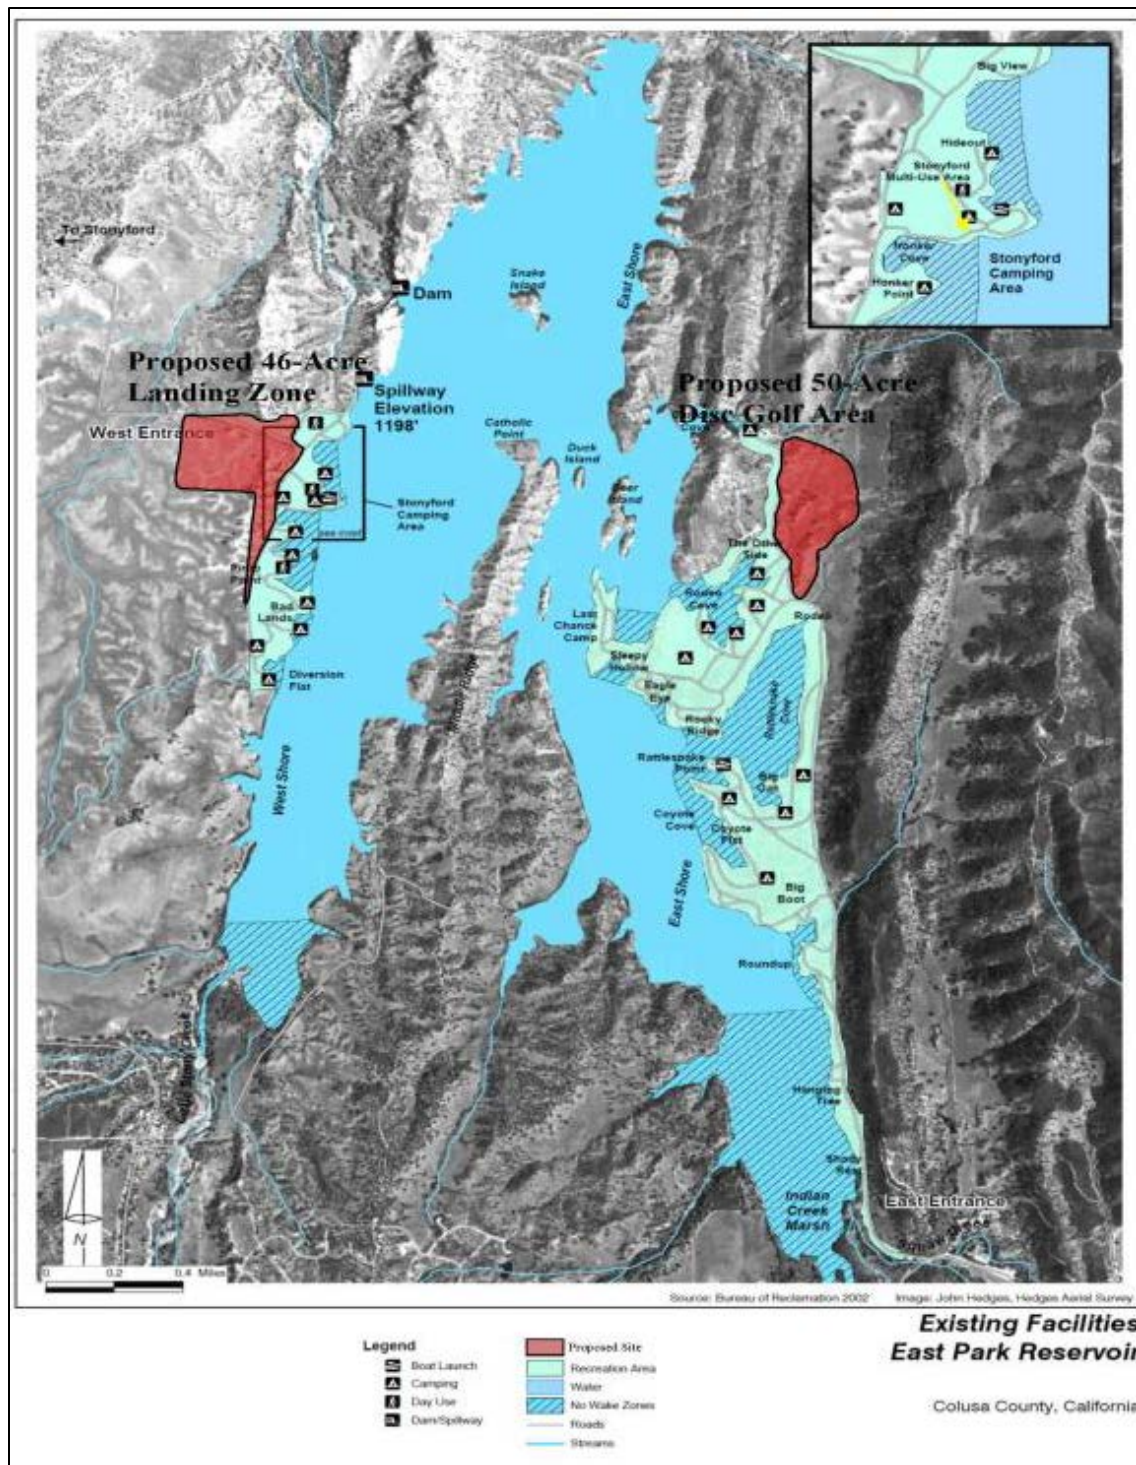 Big View
Hideout
Stonyford
Multi-Use Area
Honker
Cove
Honker
Point
Stonyford
Camping
Area
To Stonyford
Dam
Snake
Island
East Shore
Proposed 46-Acre
Landing Zone
West Entrance
Spillway
Elevation
1198'
Proposed 50-Acre
Disc Golf Area
Cove
Catholic
Point
Duck
Island
Deer
Island
Stonyford
Camping
Area
The Other
Side
Point
Bad
Lands
Rodeo
Cove
Rodeo
Last
Chance
Camp
Sleepy
Hollow
Diversion
Flat
Eagle
Eye
Rocky
Ridge
Rattlesnake
Cove
West Shore
Rattlesnake
Point
Big
Oak
Coyote
Cove
Coyote
Flat
East Shore
Big
Boot
Roundup
Hanging
Tree
Shady
Rest
East Entrance
Indian
Creek
Marsh
N
0 0.2 0.4 Miles
Source: Bureau of Reclamation 2002 Image: John Hedges, Hedges Aerial Survey
Existing Facilities
East Park Reservoir
Colusa County, California
Legend
Boat Launch
Camping
Day Use
Dam/Spillway
Proposed Site
Recreation Area
Water
No Wake Zones
Roads
Streams